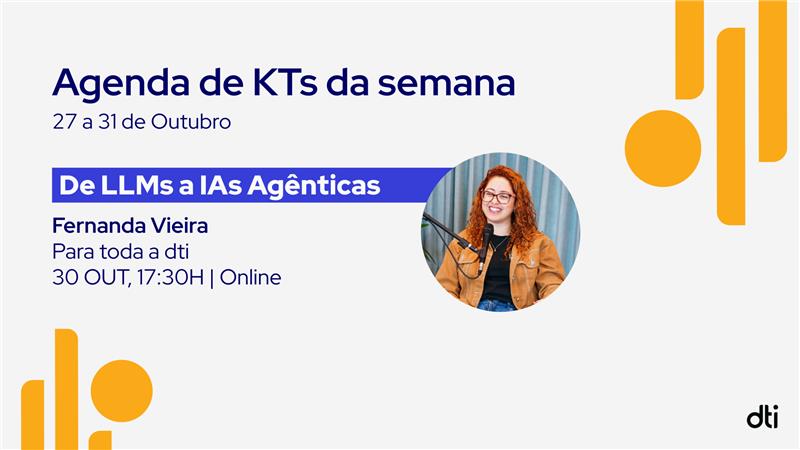 Agenda de KTs da semana
27 a 31 de Outubro
De LLMs a IAs Agênticas
Fernanda Vieira
Para toda a dti
30 OUT, 17:30H | Online
dti